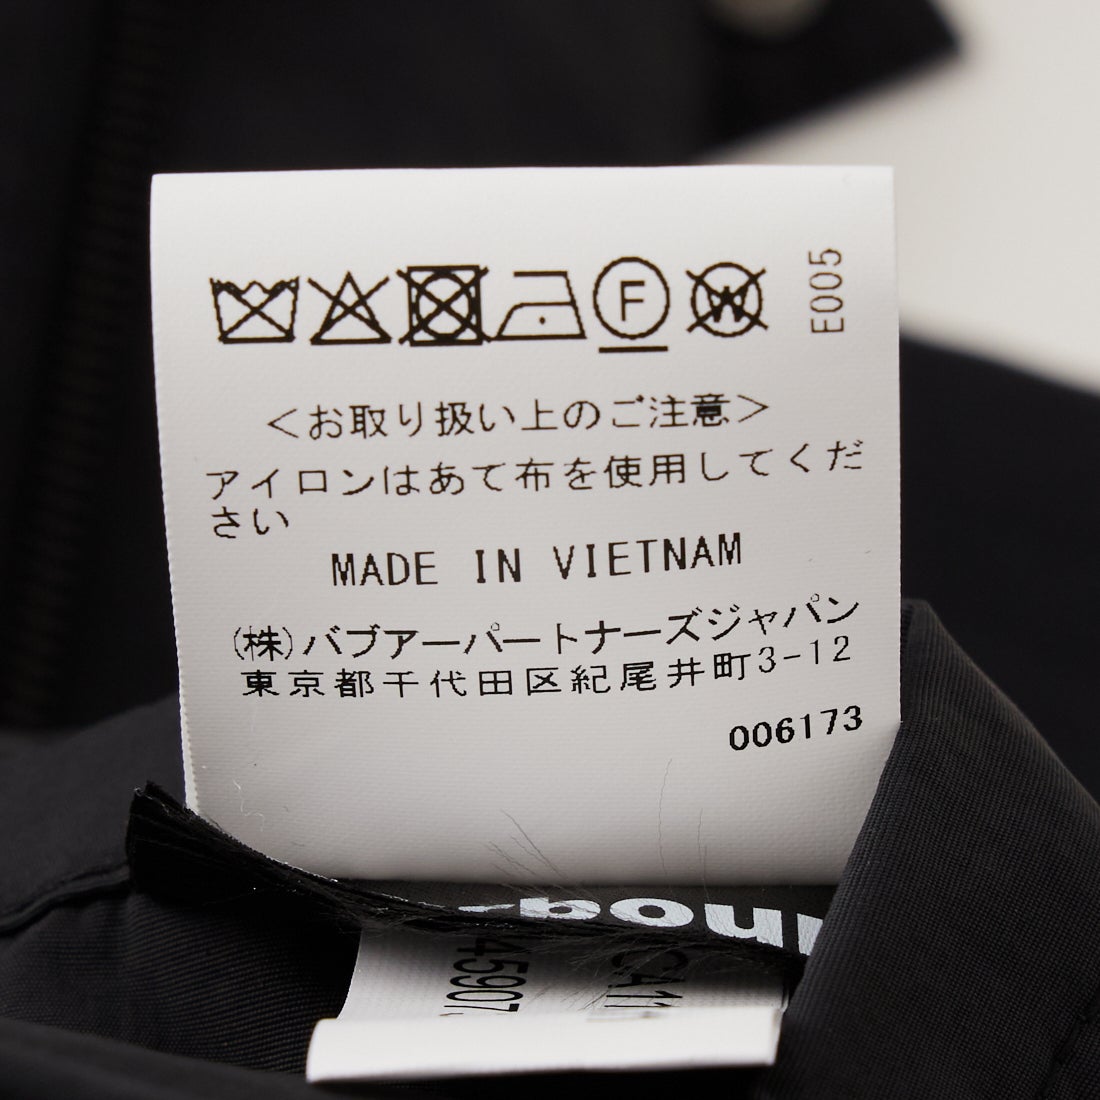 F
W
E005
＜お取り扱い上のご注意＞
アイロンはあて布を使用してくだ
さい
MADE IN VIETNAM
(株)バブアーパートナーズジャパン
東京都千代田区紀尾井町3-12
006173